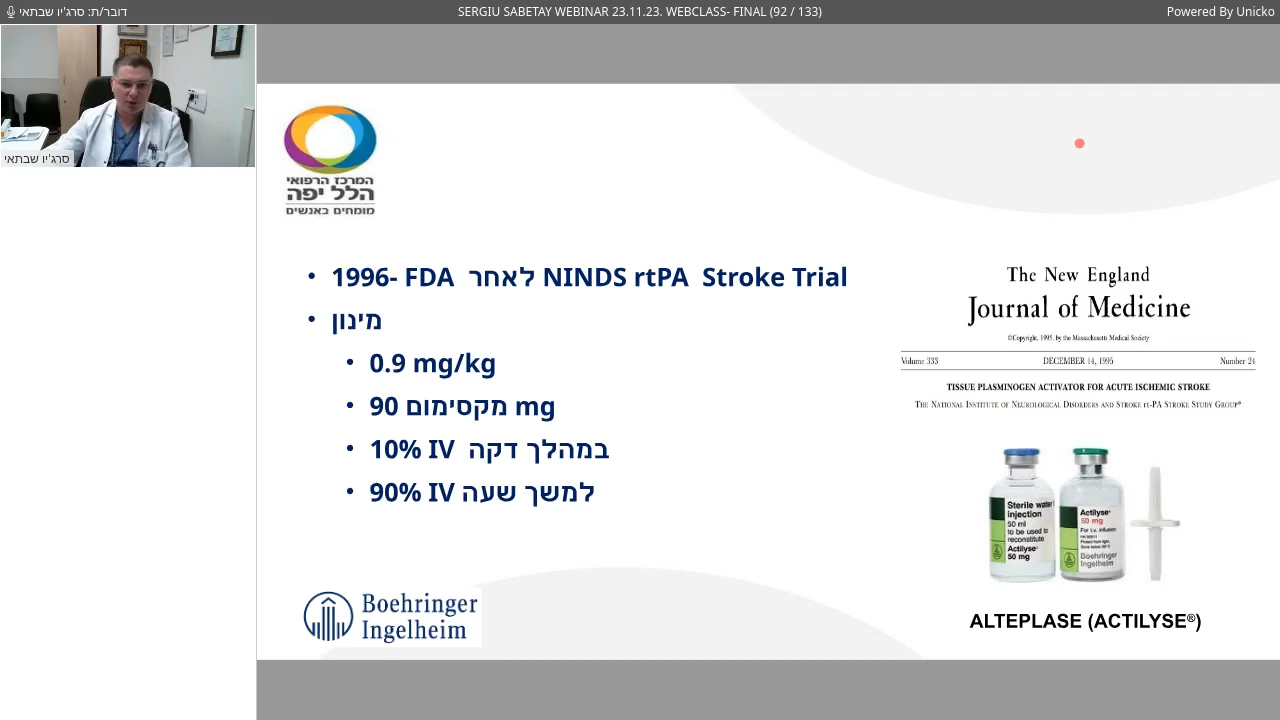 דובר/ת: סרג'יו שבתאי
SERGIU SABETAY WEBINAR 23.11.23. WEBCLASS- FINAL (92 / 133)
Powered By Unicko
סרג'יו שבתאי
המרכז הרפואי
הלל יפה
מומחים באנשים
• 1996- FDA לאחר NINDS rtPA Stroke Trial
• מינון
• 0.9 mg/kg
• 90 מקסימום mg
• 10% IV במהלך דקה
• 90% IV למשך שעה
The New England
Journal of Medicine
©Copyright, 1995, by the Massachusetts Medical Society
Volume 333 DECEMBER 14, 1995 Number 24
TISSUE PLASMINOGEN ACTIVATOR FOR ACUTE ISCHEMIC STROKE
THE NATIONAL INSTITUTE OF NEUROLOGICAL DISORDERS AND STROKE rt-PA STROKE STUDY GROUP*
Sterile water
injection
50 ml
to be used to
reconstitute
Actilyse
50 mg
Actilyse®
50 mg
For i.v. infusion
Boehringer
Ingelheim
ALTEPLASE (ACTILYSE®)
Boehringer
Ingelheim